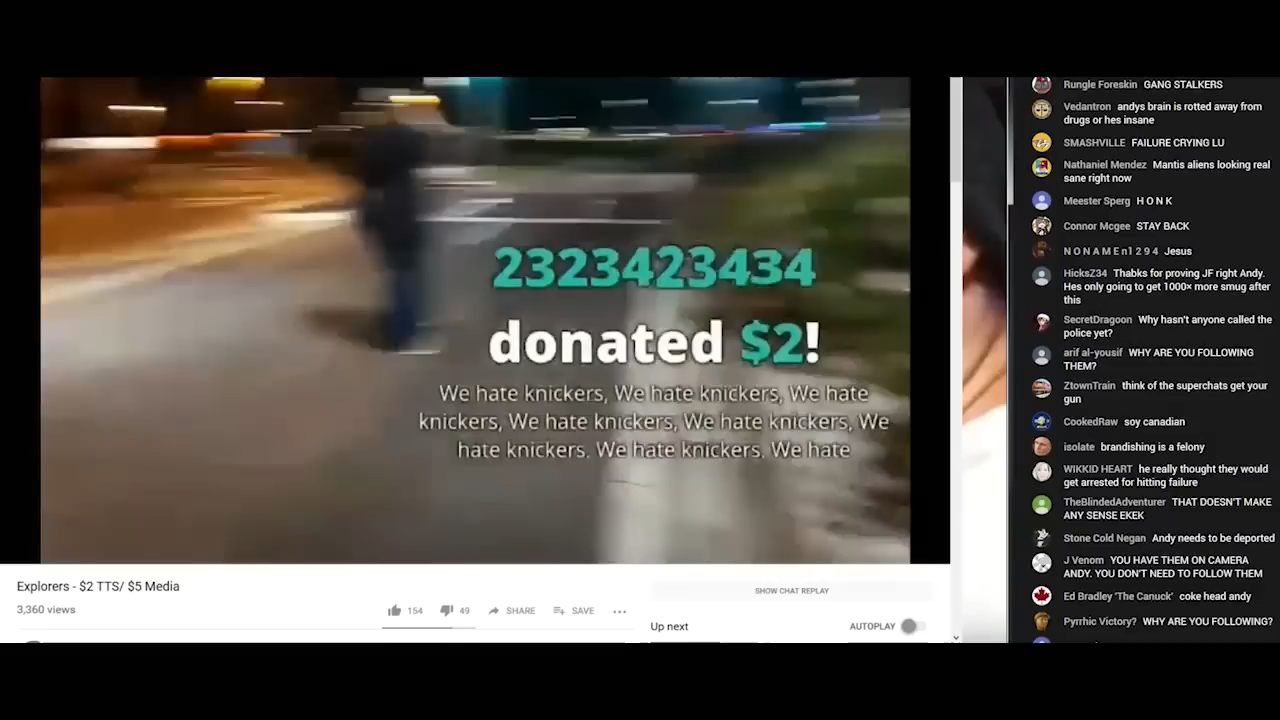 2323423434
donated $2!
We hate knickers, We hate knickers, We hate
knickers, We hate knickers, We hate knickers, We
hate knickers. We hate knickers. We hate
Explorers - $2 TTS/ $5 Media
3,360 views
154
49
SHARE
SAVE
SHOW CHAT REPLAY
Up next
AUTOPLAY
Rungle Foreskin GANG STALKERS
Vedantron andys brain is rotted away from
drugs or hes insane
SMASHVILLE FAILURE CRYING LU
Nathaniel Mendez Mantis aliens looking real
sane right now
Meester Sperg H O N K
Connor Mcgee STAY BACK
N O N A M E n 1 2 9 4 Jesus
HicksZ34 Thabks for proving JF right Andy.
Hes only going to get 1000× more smug after
this
SecretDragoon Why hasn't anyone called the
police yet?
arif al-yousif WHY ARE YOU FOLLOWING
THEM?
ZtownTrain think of the superchats get your
gun
CookedRaw soy canadian
isolate brandishing is a felony
WIKKID HEART he really thought they would
get arrested for hitting failure
TheBlindedAdventurer THAT DOESN'T MAKE
ANY SENSE EKEK
Stone Cold Negan Andy needs to be deported
J Venom YOU HAVE THEM ON CAMERA
ANDY. YOU DON'T NEED TO FOLLOW THEM
Ed Bradley 'The Canuck' coke head andy
Pyrrhic Victory? WHY ARE YOU FOLLOWING?